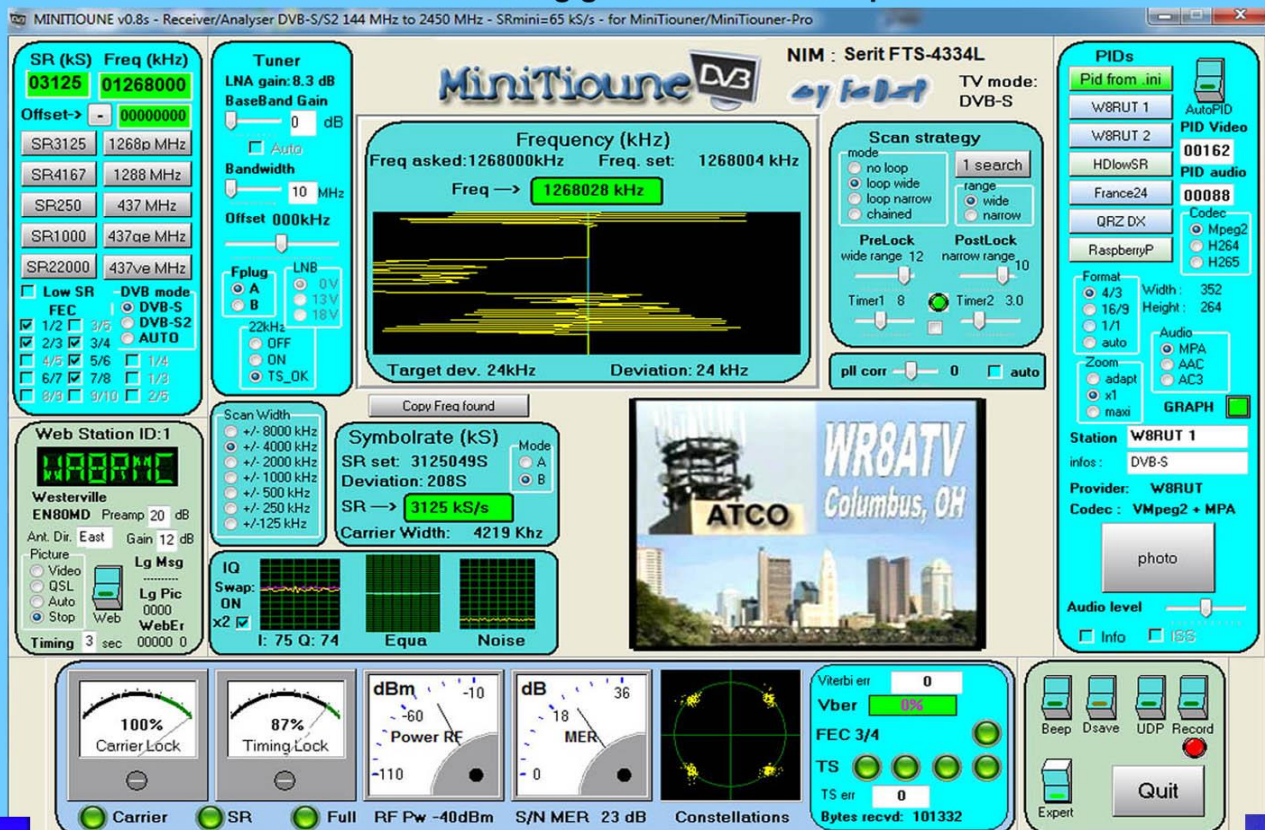 MINITIOUNE v0.8s - Receiver/Analyser DVB-S/S2 144 MHz to 2450 MHz - SRmini=65 kS/s - for MiniTiouner/MiniTiouner-Pro
SR (kS) Freq (kHz)
03125 01268000
Offset-> - 00000000
SR3125 1268p MHz
SR4167 1288 MHz
SR250 437 MHz
SR1000 437qe MHz
SR22000 437ve MHz
Low SR
FEC
1/2 3/5
2/3 3/4
4/5 5/6 1/4
6/7 7/8 1/3
8/9 9/10 2/5
DVB mode
DVB-S
DVB-S2
AUTO
Tuner
LNA gain: 8.3 dB
BaseBand Gain
0 dB
Auto
Bandwidth
10 MHz
Offset 000kHz
Fplug
A
B
LNB
0V
13V
18V
22kHz
OFF
ON
TS_OK
MiniTioune DVB
NIM : Serit FTS-4334L
TV mode:
DVB-S
Frequency (kHz)
Freq asked:1268000kHz Freq. set: 1268004 kHz
Freq —> 1268028 kHz
Target dev. 24kHz Deviation: 24 kHz
Scan strategy
mode
no loop
loop wide
loop narrow
chained
1 search
range
wide
narrow
PreLock PostLock
wide range 12 narrow range 10
Timer1 8 Timer2 3.0
pll corr 0 auto
PIDs
Pid from .ini
W8RUT 1
W8RUT 2
HDlowSR
France24
QRZ DX
RaspberryP
AutoPID
PID Video
00162
PID audio
00088
Codec
Mpeg2
H264
H265
Format
4/3
16/9
1/1
auto
Width : 352
Height : 264
Audio
MPA
AAC
AC3
Zoom
adapt
x1
maxi
GRAPH
Station W8RUT 1
infos : DVB-S
Provider: W8RUT
Codec : VMpeg2 + MPA
photo
Audio level
Info ISS
Web Station ID:1
WA8RMC
Westerville
EN80MD Preamp 20 dB
Ant. Dir. East Gain 12 dB
Picture
Video
QSL
Auto
Stop
Web
Lg Msg
----------
Lg Pic
0000
WebEr
Timing 3 sec 00000 0
Scan Width
+/- 8000 kHz
+/- 4000 kHz
+/- 2000 kHz
+/- 1000 kHz
+/- 500 kHz
+/- 250 kHz
+/-125 kHz
Copy Freq found
Symbolrate (kS)
SR set: 3125049S
Deviation: 208S
SR —> 3125 kS/s
Carrier Width: 4219 Khz
Mode
A
B
IQ
Swap:
ON
x2
I: 75 Q: 74 Equa Noise
ATCO
WR8ATV
Columbus, OH
100%
Carrier Lock
87%
Timing Lock
dBm
-10
-60
Power RF
-110
dB
36
18
MER
0
Carrier SR Full RF Pw -40dBm S/N MER 23 dB Constellations
Viterbi err 0
Vber 0%
FEC 3/4
TS
TS err 0
Bytes recvd: 101332
Beep Dsave UDP Record
Expert
Quit